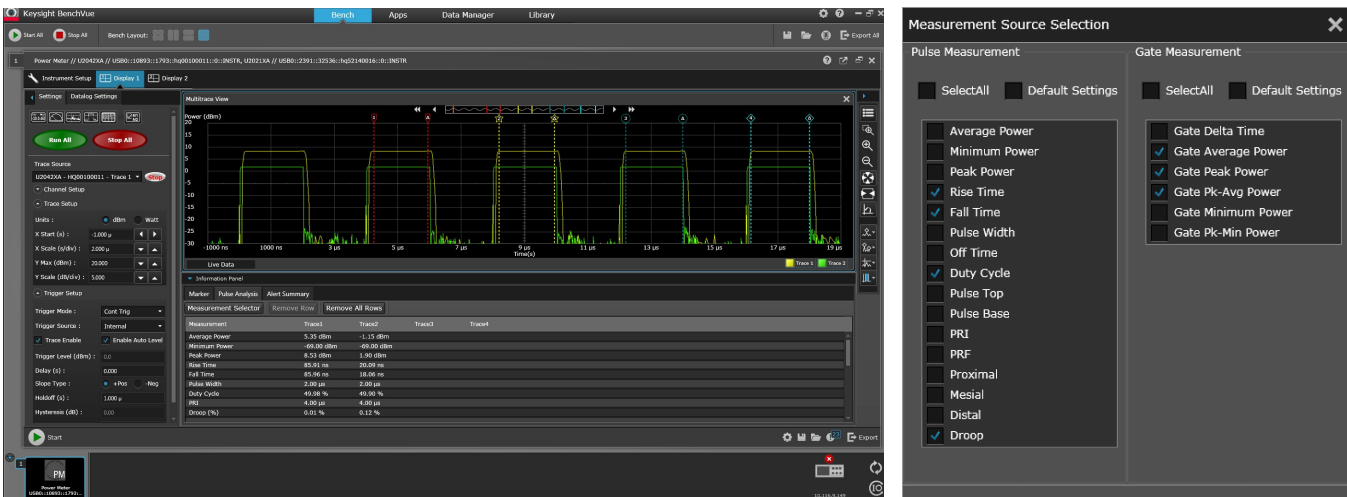 Keysight BenchVue
Bench Apps Data Manager Library
Start All Stop All Bench Layout: Export All
1 Power Meter // U2042XA // USB0::10893::1793::hq00100011::0::INSTR, U2021XA // USB0::2391::32536::hq52140016::0::INSTR
Instrument Setup Display 1 Display 2
Settings Datalog Settings
Run All Stop All
Trace Source
U2042XA - HQ00100011 - Trace 1 Stop
Channel Setup
Trace Setup
Units : dBm Watt
X Start (s) : -1.000 µ
X Scale (s/div) : 2.000 µ
Y Max (dBm) : 20.000
Y Scale (dB/div) : 5.000
Trigger Setup
Trigger Mode : Cont Trig
Trigger Source : Internal
Trace Enable Enable Auto Level
Trigger Level (dBm) : 0.0
Delay (s) : 0.000
Slope Type : +Pos -Neg
Holdoff (s) : 1.000 µ
Hysteresis (dB) : 0.00
Multitrace View
Power (dBm)
20
15
10
5
0
-5
-10
-15
-20
-25
-30
-1000 ns 1000 ns 3 µs 5 µs 7 µs 9 µs 11 µs 13 µs 15 µs 17 µs 19 µs
Time(s)
Live Data Trace 1 Trace 2
Information Panel
Marker Pulse Analysis Alert Summary
Measurement Selector Remove Row Remove All Rows
Measurement Trace1 Trace2 Trace3 Trace4
Average Power 5.35 dBm -1.15 dBm
Minimum Power -69.00 dBm -69.00 dBm
Peak Power 8.53 dBm 1.90 dBm
Rise Time 85.91 ns 20.09 ns
Fall Time 85.96 ns 18.06 ns
Pulse Width 2.00 µs 2.00 µs
Duty Cycle 49.98 % 49.90 %
PRI 4.00 µs 4.00 µs
Droop (%) 0.01 % 0.12 %
Start 23 Export
1
PM
Power Meter
USB0::10893::1793:...
10.116.9.149
Measurement Source Selection
Pulse Measurement
SelectAll Default Settings
Average Power
Minimum Power
Peak Power
Rise Time
Fall Time
Pulse Width
Off Time
Duty Cycle
Pulse Top
Pulse Base
PRI
PRF
Proximal
Mesial
Distal
Droop
Gate Measurement
SelectAll Default Settings
Gate Delta Time
Gate Average Power
Gate Peak Power
Gate Pk-Avg Power
Gate Minimum Power
Gate Pk-Min Power